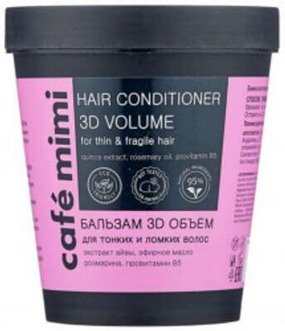 café mimi
HAIR CONDITIONER
3D VOLUME
for thin & fragile hair
quince extract, rosemary oil, provitamin B5
95%
БАЛЬЗАМ 3D ОБЪЕМ
для тонких и ломких волос
экстракт айвы, эфирное масло
розмарина, провитамин B5